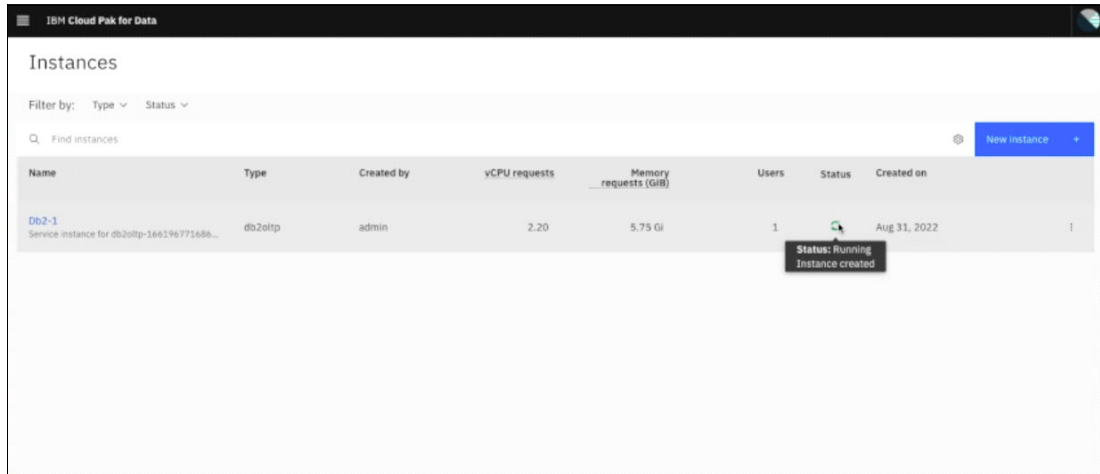 IBM Cloud Pak for Data
Instances
Filter by: Type Status
Find instances
New instance +
Name Type Created by vCPU requests Memory requests (GiB) Users Status Created on
Db2-1
Service instance for db2oltp-166196771686...
db2oltp admin 2.20 5.75 Gi 1 Aug 31, 2022
Status: Running
Instance created